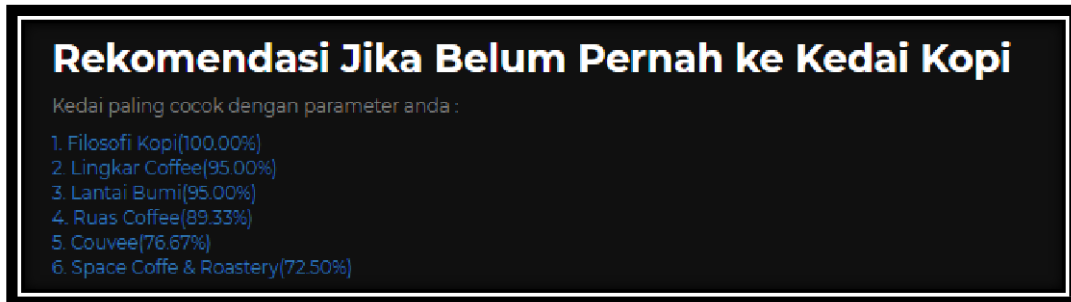 Rekomendasi Jika Belum Pernah ke Kedai Kopi
Kedai paling cocok dengan parameter anda :
1. Filosofi Kopi(100.00%)
2. Lingkar Coffee(95.00%)
3. Lantai Bumi(95.00%)
4. Ruas Coffee(89.33%)
5. Couvee(76.67%)
6. Space Coffe & Roastery(72.50%)